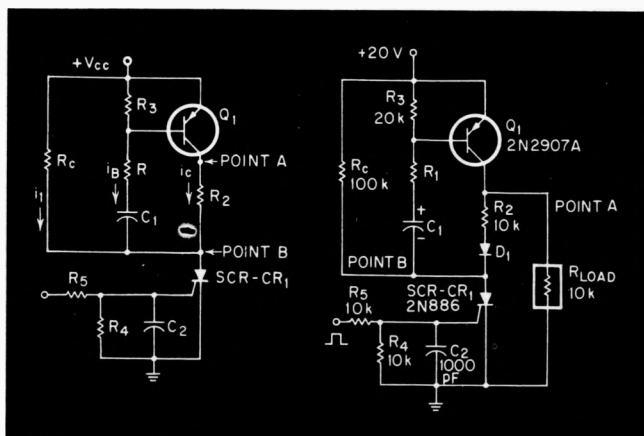 +Vcc
R3
Q1
Rc
iB
R
ic
POINT A
i1
R2
C1
POINT B
SCR-CR1
R5
R4
C2
+20V
R3
20k
Q1
2N2907A
Rc
100k
R1
R2
10k
POINT A
+
C1
-
D1
POINT B
RLOAD
10k
SCR-CR1
2N886
R5
10k
R4
10k
C2
1000
PF